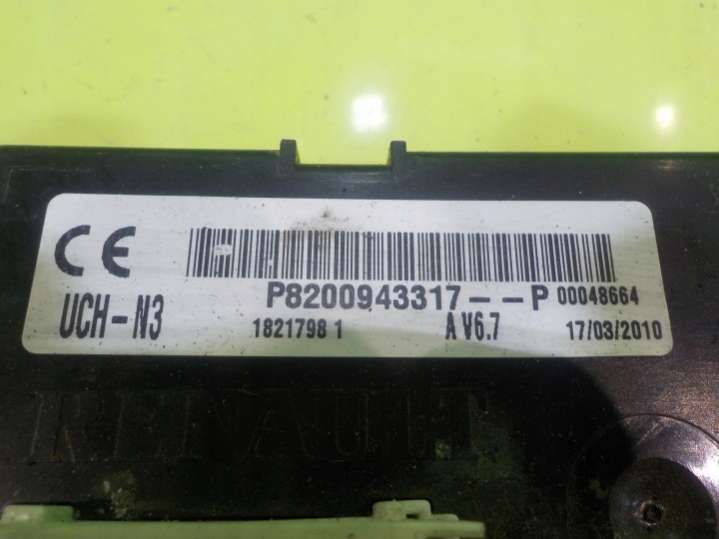 CE
P8200943317--P 00048664
UCH-N3 1821798 1 A V6.7 17/03/2010
RENAULT